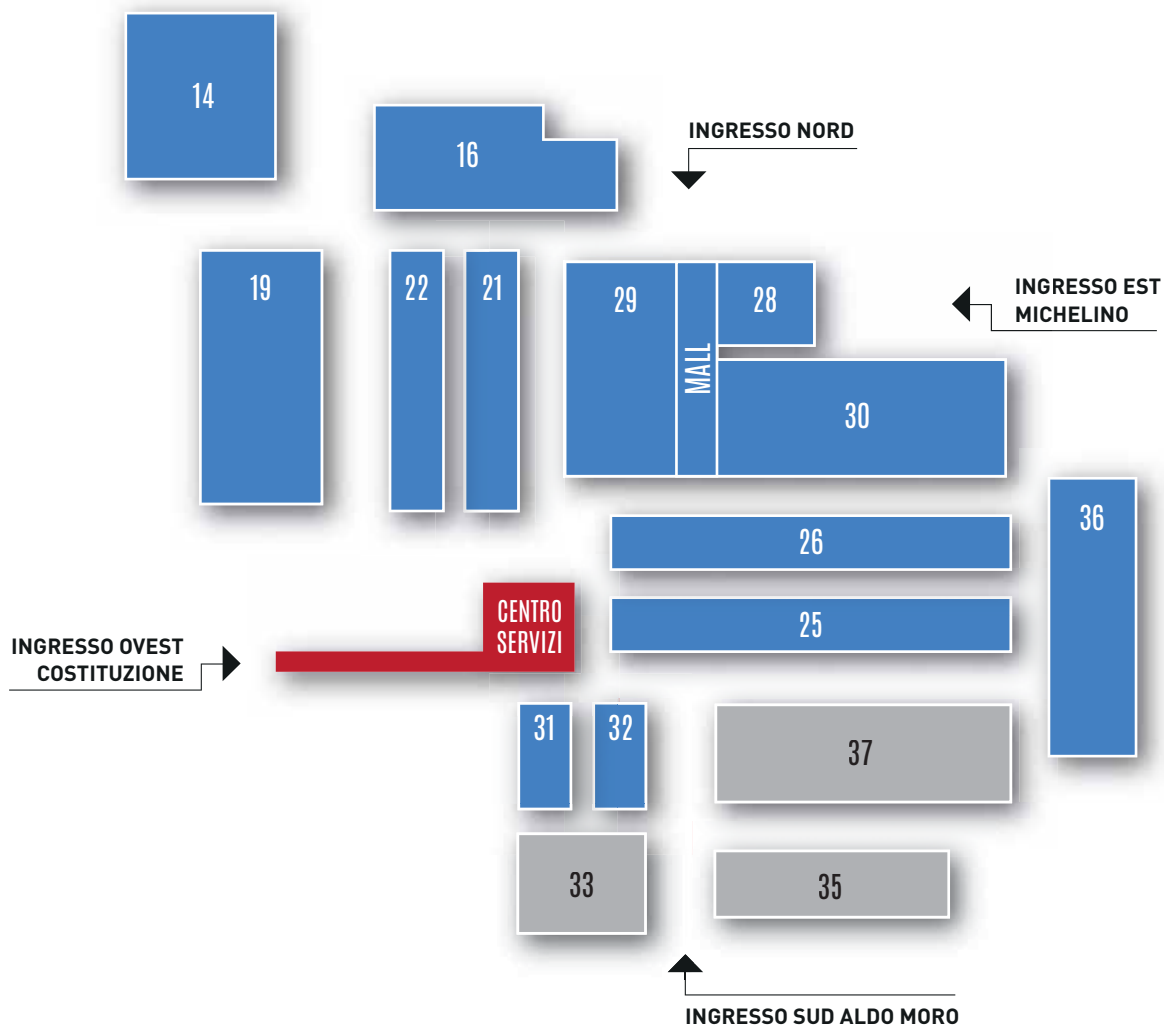 14
16
INGRESSO NORD
19
22
21
29
MALL
28
INGRESSO EST
MICHELINO
30
36
26
CENTRO
SERVIZI
25
INGRESSO OVEST
COSTITUZIONE
31
32
37
33
35
INGRESSO SUD ALDO MORO